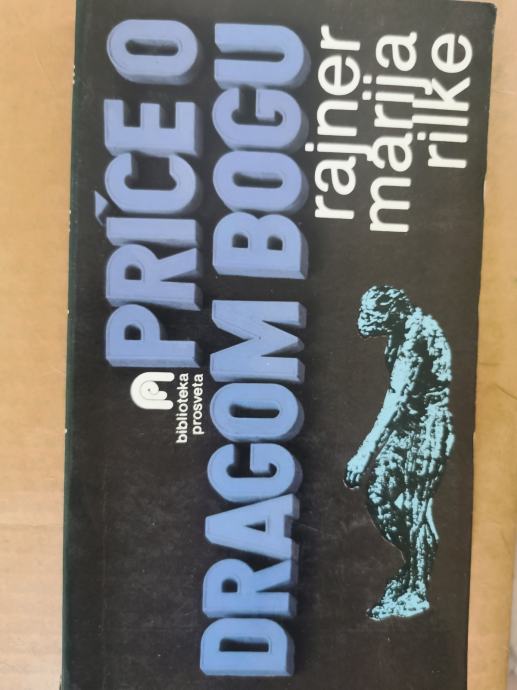 PRIČE O
DRAGOM BOGU
rajner
marija
rilke
biblioteka
prosveta